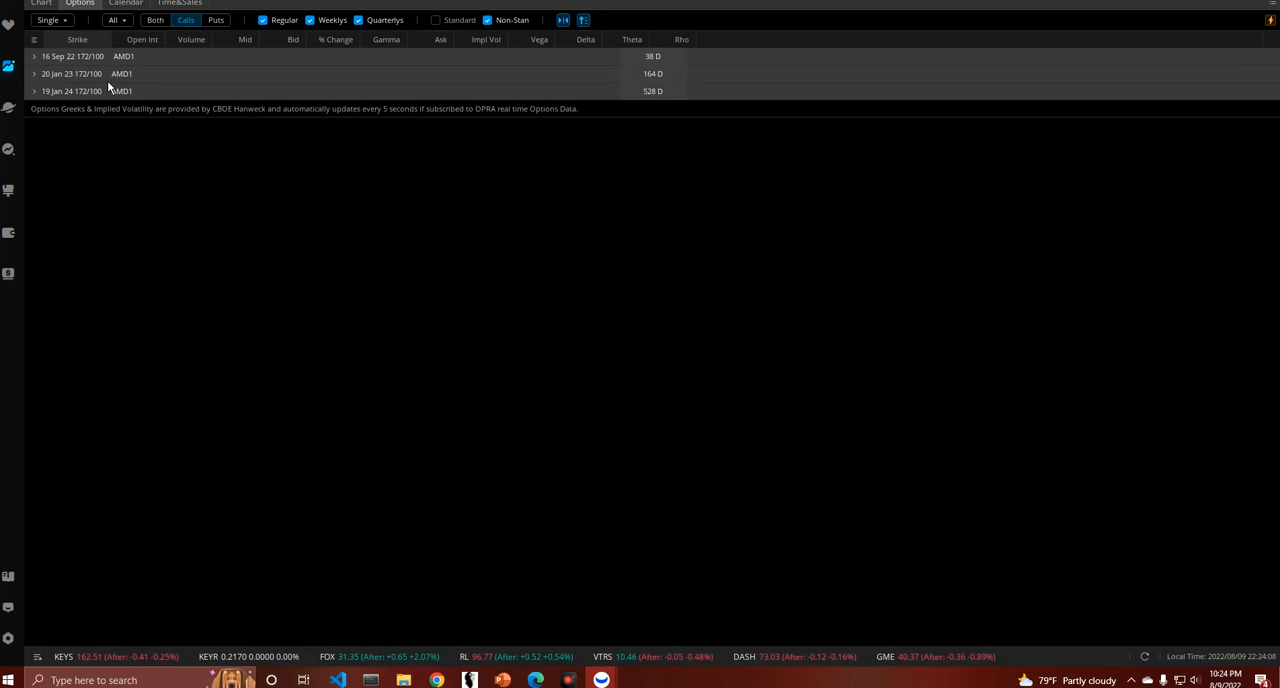 Chart Options Calendar Time&Sales
Single All Both Calls Puts Regular Weeklys Quarterlys Standard Non-Stan
Strike Open Int Volume Mid Bid % Change Gamma Ask Impl Vol Vega Delta Theta Rho
16 Sep 22 172/100 AMD1 38 D
20 Jan 23 172/100 AMD1 164 D
19 Jan 24 172/100 AMD1 528 D
Options Greeks & Implied Volatility are provided by CBOE Hanweck and automatically updates every 5 seconds if subscribed to OPRA real time Options Data.
KEYS 162.51 (After: -0.41 -0.25%) KEYR 0.2170 0.0000 0.00% FOX 31.35 (After: +0.65 +2.07%) RL 96.77 (After: +0.52 +0.54%) VTRS 10.46 (After: -0.05 -0.48%) DASH 73.03 (After: -0.12 -0.16%) GME 40.37 (After: -0.36 -0.89%) Local Time: 2022/08/09 22:24:08
Type here to search 79°F Partly cloudy 10:24 PM
8/9/2022 4